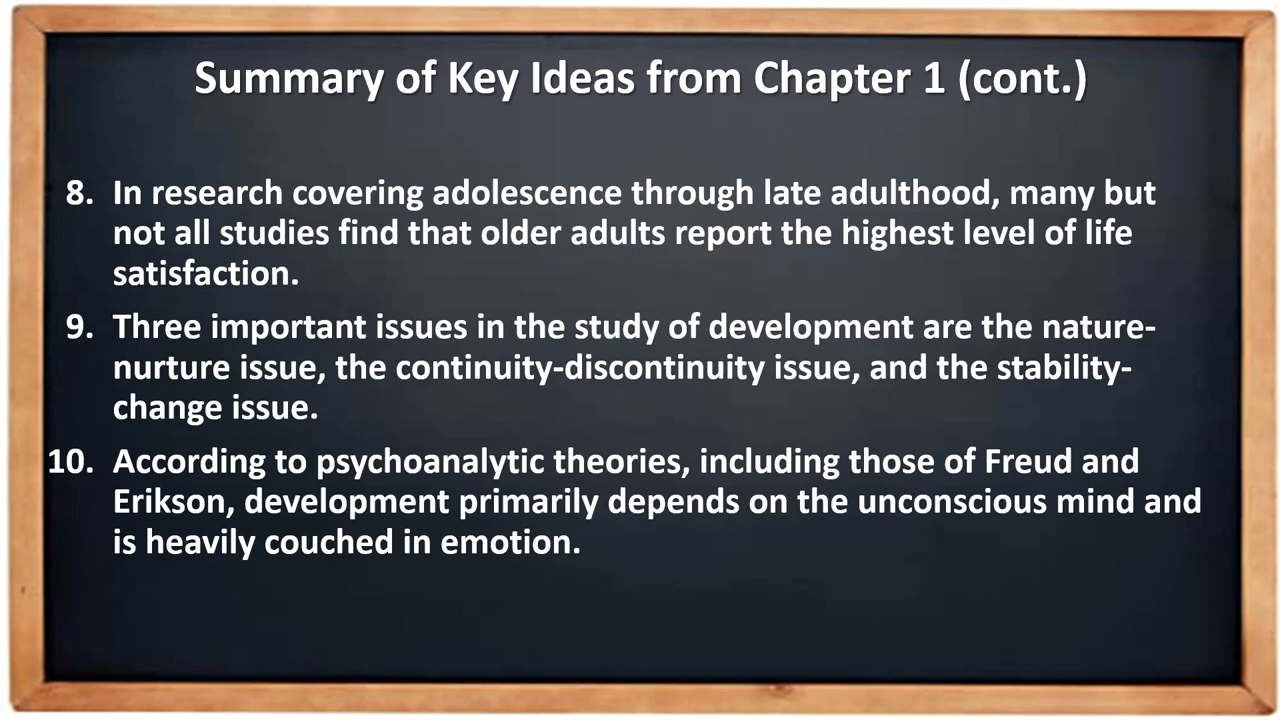 Summary of Key Ideas from Chapter 1 (cont.)
8. In research covering adolescence through late adulthood, many but
not all studies find that older adults report the highest level of life
satisfaction.
9. Three important issues in the study of development are the nature-
nurture issue, the continuity-discontinuity issue, and the stability-
change issue.
10. According to psychoanalytic theories, including those of Freud and
Erikson, development primarily depends on the unconscious mind and
is heavily couched in emotion.